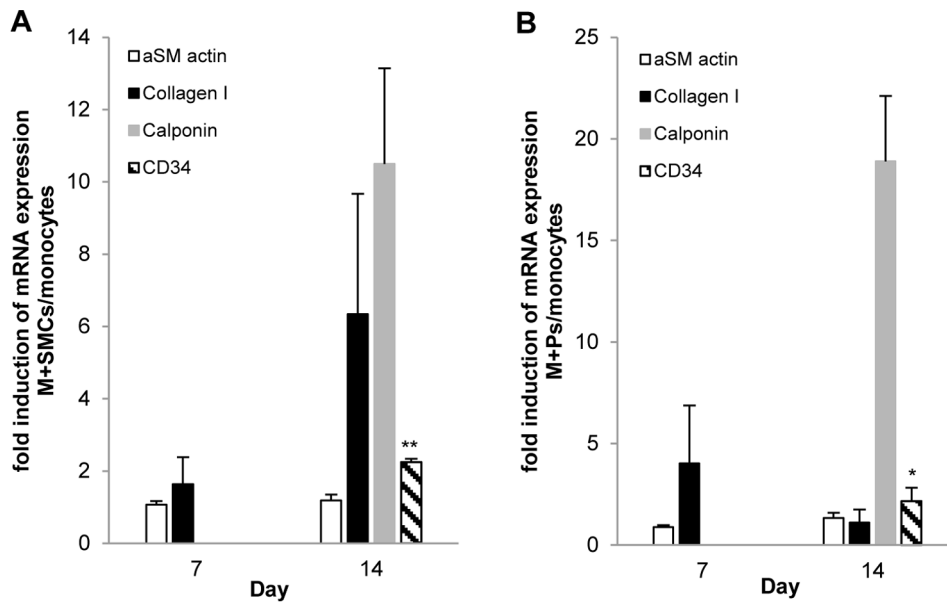 A
fold induction of mRNA expression
M+SMCs/monocytes
14
12
10
8
6
4
2
0
aSM actin
Collagen I
Calponin
CD34
**
7
14
Day
B
fold induction of mRNA expression
M+Ps/monocytes
25
20
15
10
5
0
aSM actin
Collagen I
Calponin
CD34
*
7
14
Day